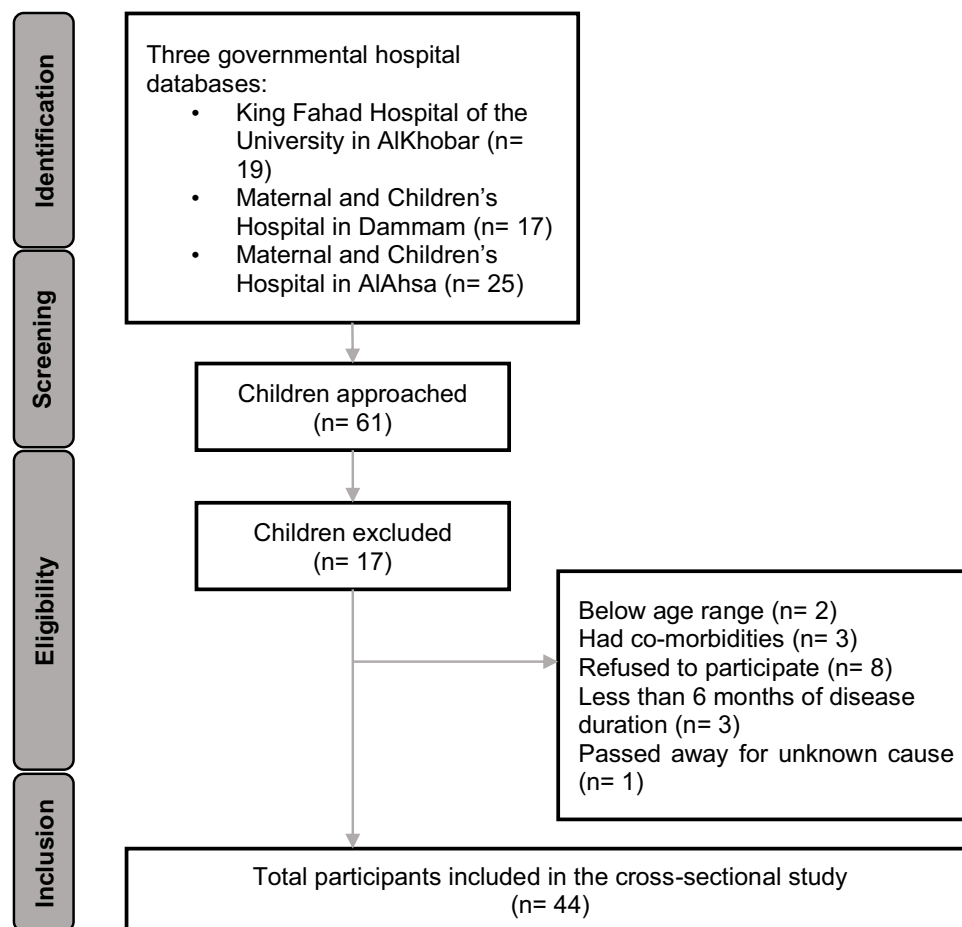 Identification
Three governmental hospital
databases:
• King Fahad Hospital of the
University in AlKhobar (n=
19)
• Maternal and Children’s
Hospital in Dammam (n= 17)
• Maternal and Children’s
Hospital in AlAhsa (n= 25)
Screening
Children approached
(n= 61)
Eligibility
Children excluded
(n= 17)
Below age range (n= 2)
Had co-morbidities (n= 3)
Refused to participate (n= 8)
Less than 6 months of disease
duration (n= 3)
Passed away for unknown cause
(n= 1)
Inclusion
Total participants included in the cross-sectional study
(n= 44)